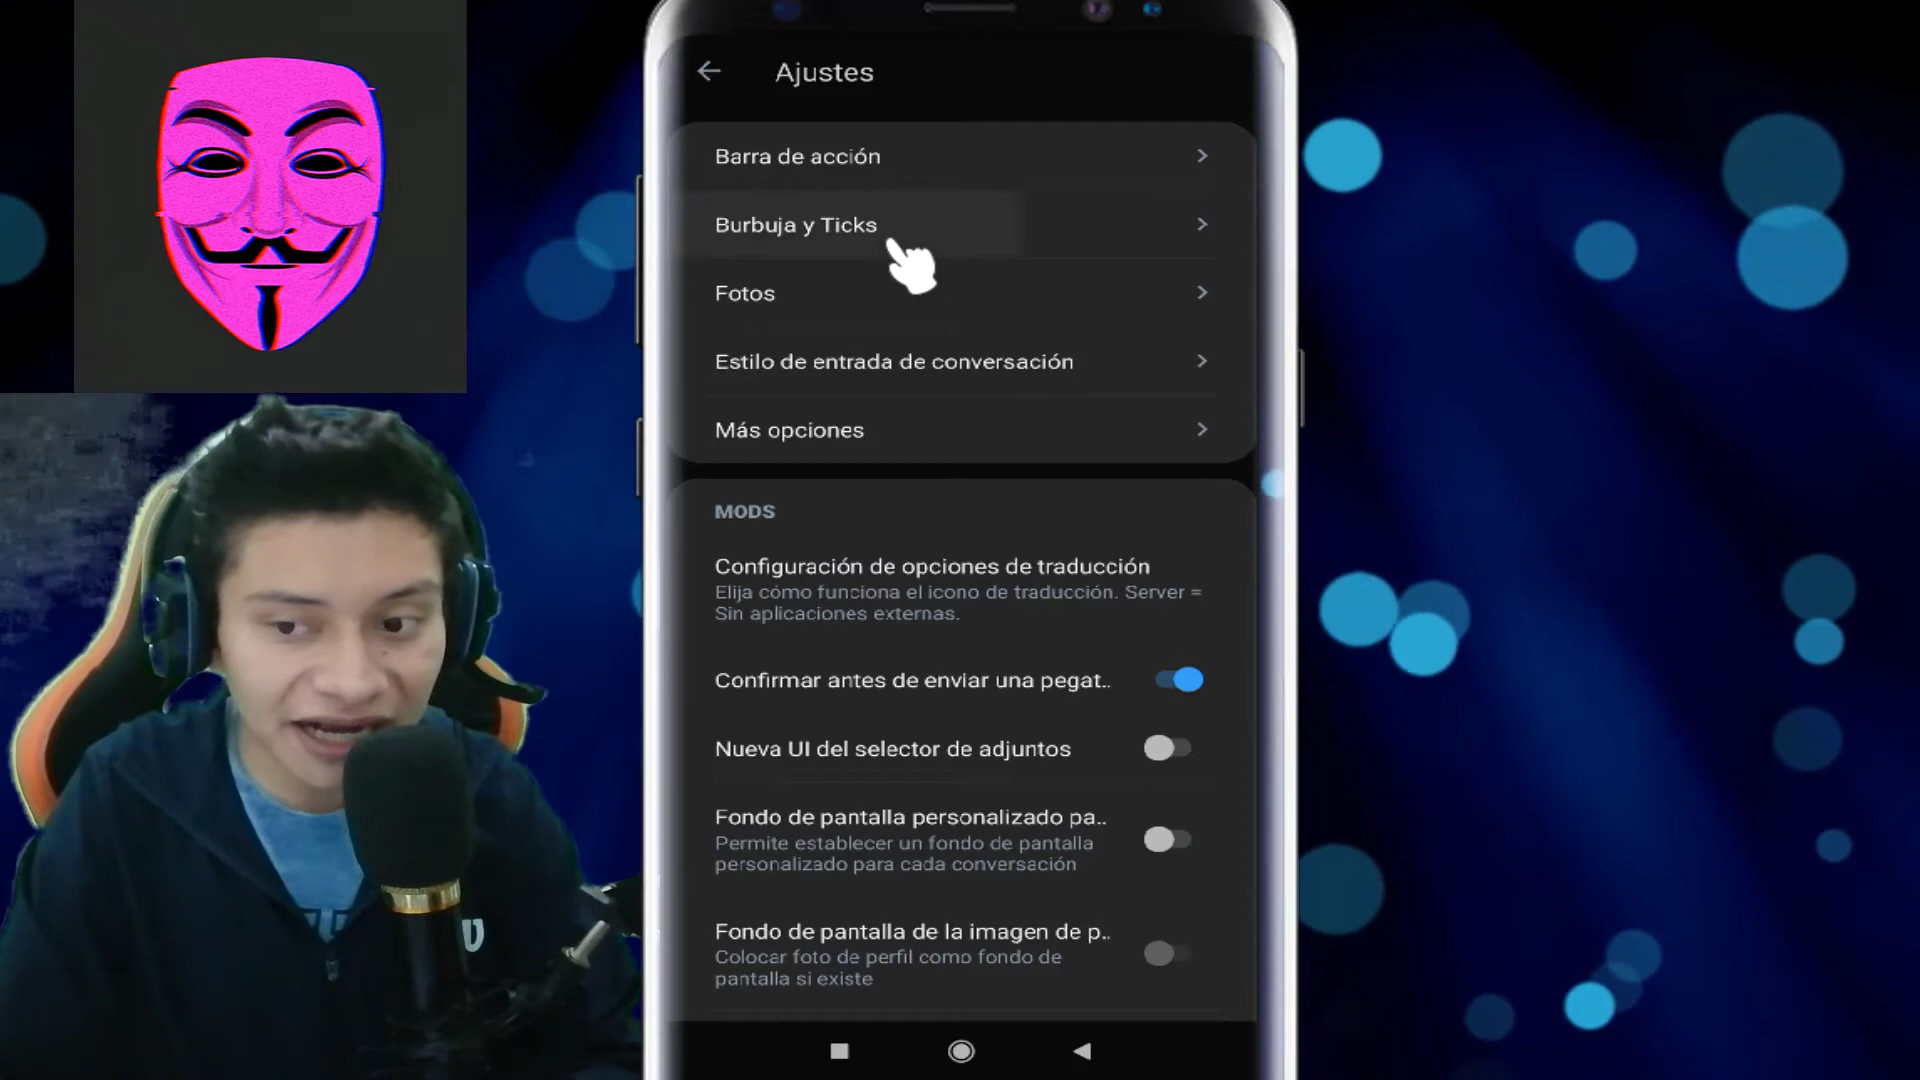 Ajustes
Barra de acción
Burbuja y Ticks
Fotos
Estilo de entrada de conversación
Más opciones
MODS
Configuración de opciones de traducción
Elija cómo funciona el icono de traducción. Server =
Sin aplicaciones externas.
Confirmar antes de enviar una pegat..
Nueva UI del selector de adjuntos
Fondo de pantalla personalizado pa..
Permite establecer un fondo de pantalla
personalizado para cada conversación
Fondo de pantalla de la imagen de p..
Colocar foto de perfil como fondo de
pantalla si existe